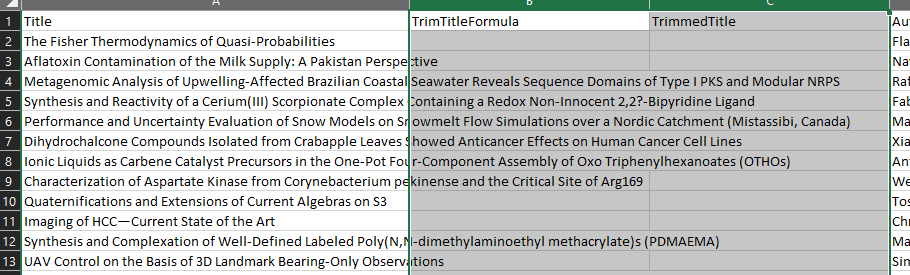 A B C
1 Title TrimTitleFormula TrimmedTitle Au
2 The Fisher Thermodynamics of Quasi-Probabilities Fla
3 Aflatoxin Contamination of the Milk Supply: A Pakistan Perspective Na
4 Metagenomic Analysis of Upwelling-Affected Brazilian Coastal Seawater Reveals Sequence Domains of Type I PKS and Modular NRPS Raf
5 Synthesis and Reactivity of a Cerium(III) Scorpionate Complex Containing a Redox Non-Innocent 2,2?-Bipyridine Ligand Fab
6 Performance and Uncertainty Evaluation of Snow Models on Snowmelt Flow Simulations over a Nordic Catchment (Mistassibi, Canada) Ma
7 Dihydrochalcone Compounds Isolated from Crabapple Leaves Showed Anticancer Effects on Human Cancer Cell Lines Xia
8 Ionic Liquids as Carbene Catalyst Precursors in the One-Pot Four-Component Assembly of Oxo Triphenylhexanoates (OTHOs) An
9 Characterization of Aspartate Kinase from Corynebacterium pekinense and the Critical Site of Arg169 We
10 Quaternifications and Extensions of Current Algebras on S3 Tos
11 Imaging of HCC—Current State of the Art Chr
12 Synthesis and Complexation of Well-Defined Labeled Poly(N,N-dimethylaminoethyl methacrylate)s (PDMAEMA) Ma
13 UAV Control on the Basis of 3D Landmark Bearing-Only Observations Sim